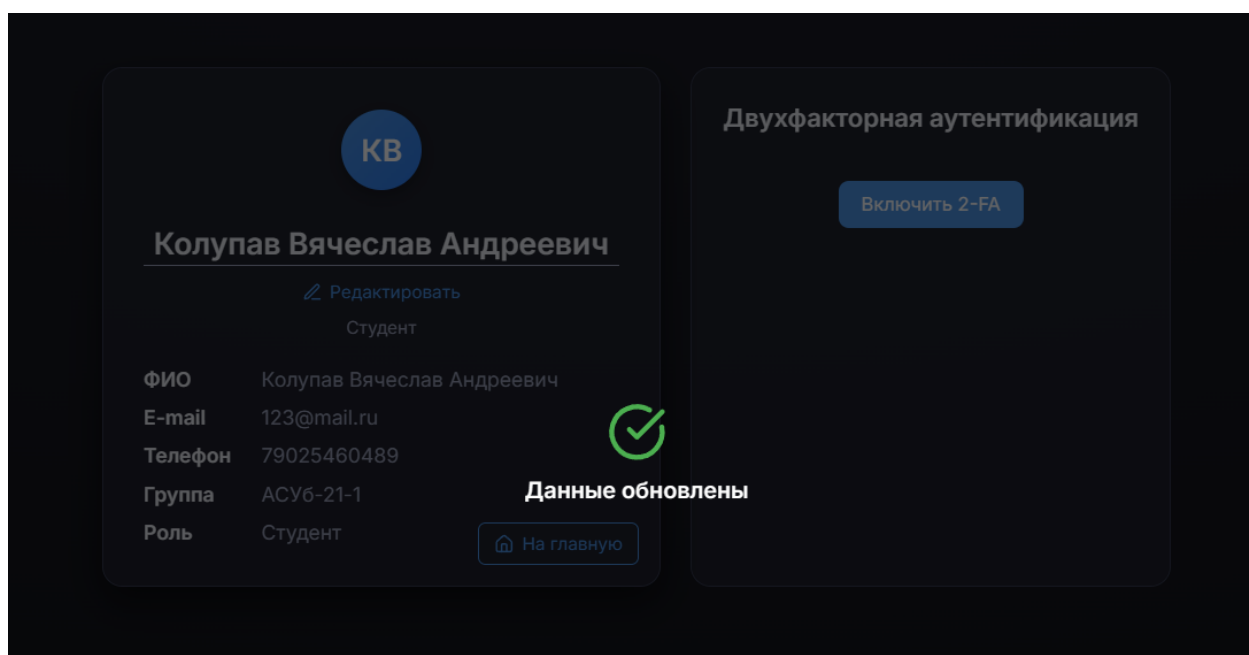 КВ
Колупав Вячеслав Андреевич
Редактировать
Студент
ФИО Колупав Вячеслав Андреевич
E-mail 123@mail.ru
Телефон 79025460489
Группа АСУб-21-1
Роль Студент
На главную
Двухфакторная аутентификация
Включить 2-FA
Данные обновлены